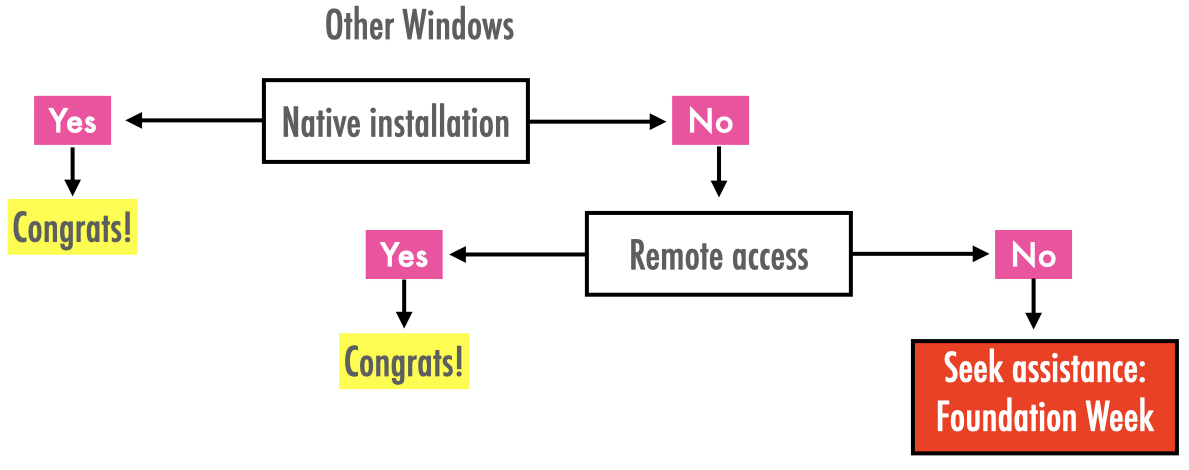 Other Windows
Native installation
Yes
No
Congrats!
Remote access
Yes
No
Congrats!
Seek assistance:
Foundation Week